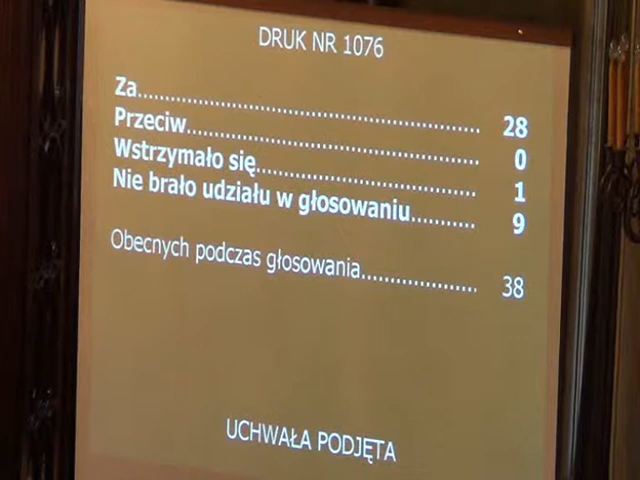 DRUK NR 1076
Za................................................ 28
Przeciw......................................... 0
Wstrzymało się............................... 1
Nie brało udziału w głosowaniu.......... 9
Obecnych podczas głosowania.................. 38
UCHWAŁA PODJĘTA